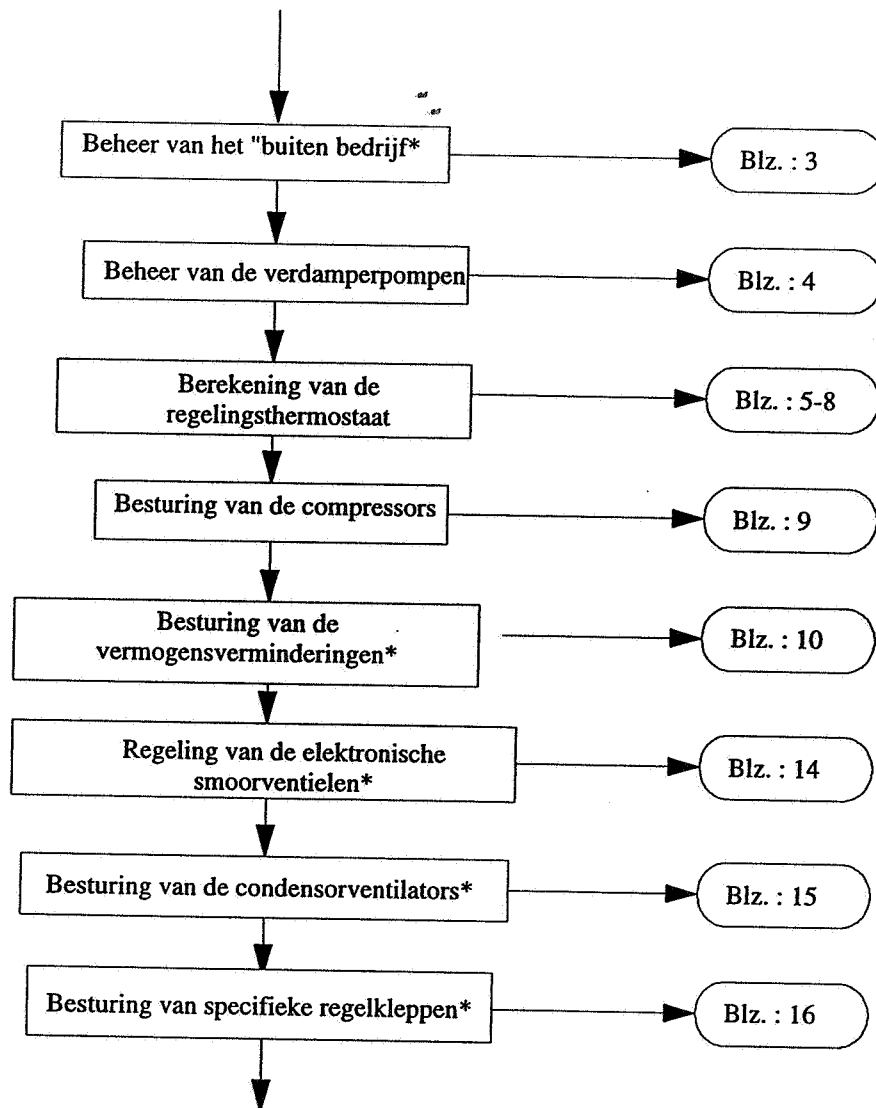 Beheer van het "buiten bedrijf*
Blz. : 3
Beheer van de verdamperpompen
Blz. : 4
Berekening van de
regelingsthermostaat
Blz. : 5-8
Besturing van de compressors
Blz. : 9
Besturing van de
vermogensverminderingen*
Blz. : 10
Regeling van de elektronische
smoorventielen*
Blz. : 14
Besturing van de condensorventilators*
Blz. : 15
Besturing van specifieke regelkleppen*
Blz. : 16